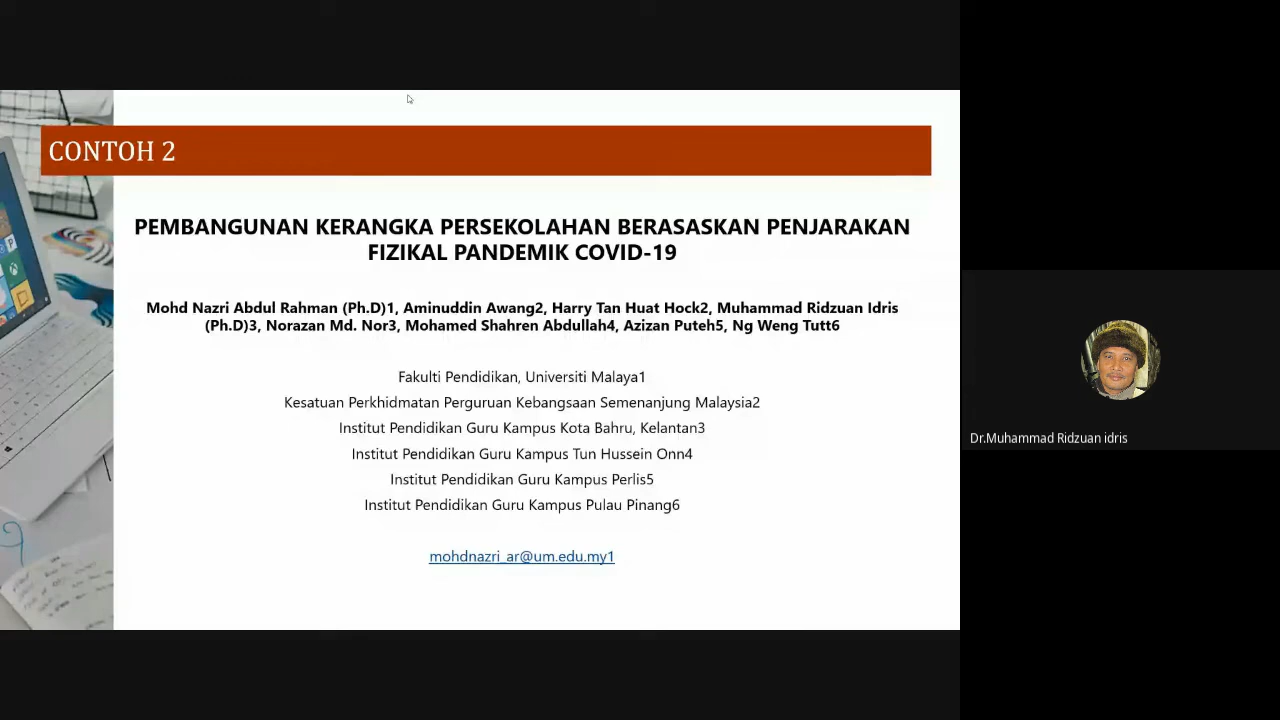 CONTOH 2
PEMBANGUNAN KERANGKA PERSEKOLAHAN BERASASKAN PENJARAKAN
FIZIKAL PANDEMIK COVID-19
Mohd Nazri Abdul Rahman (Ph.D)1, Aminuddin Awang2, Harry Tan Huat Hock2, Muhammad Ridzuan Idris
(Ph.D)3, Norazan Md. Nor3, Mohamed Shahren Abdullah4, Azizan Puteh5, Ng Weng Tutt6
Fakulti Pendidikan, Universiti Malaya1
Kesatuan Perkhidmatan Perguruan Kebangsaan Semenanjung Malaysia2
Institut Pendidikan Guru Kampus Kota Bahru, Kelantan3
Institut Pendidikan Guru Kampus Tun Hussein Onn4
Institut Pendidikan Guru Kampus Perlis5
Institut Pendidikan Guru Kampus Pulau Pinang6
mohdnazri_ar@um.edu.my1
Dr.Muhammad Ridzuan idris